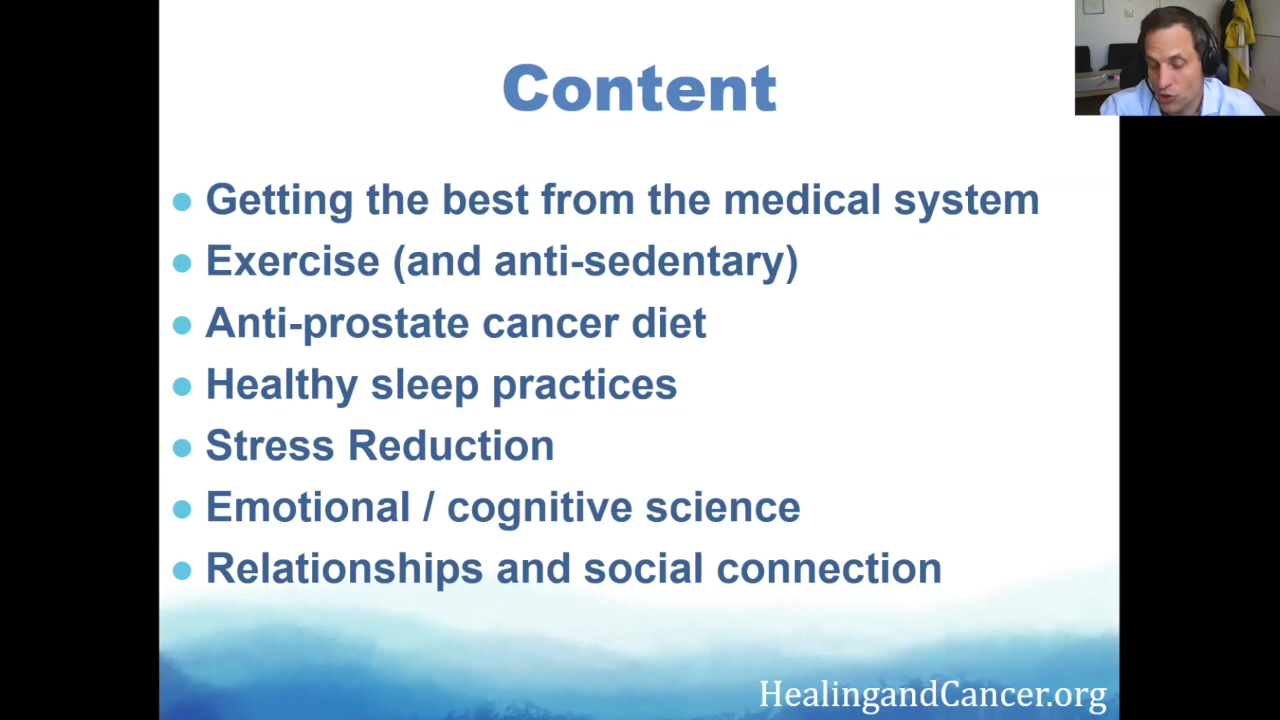 Content
Getting the best from the medical system
Exercise (and anti-sedentary)
Anti-prostate cancer diet
Healthy sleep practices
Stress Reduction
Emotional / cognitive science
Relationships and social connection
HealingandCancer.org